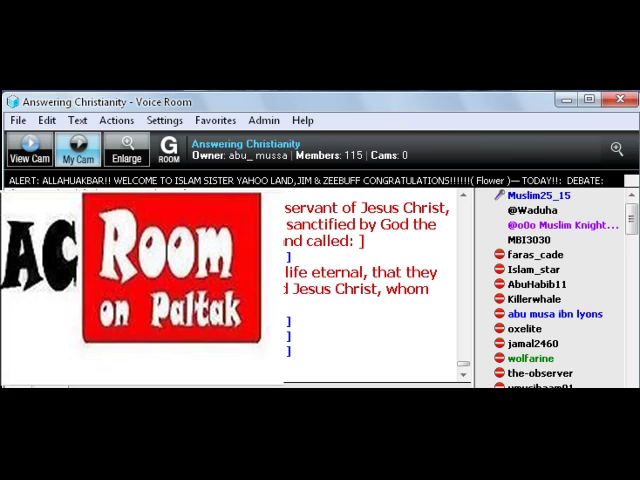 Answering Christianity - Voice Room
File Edit Text Actions Settings Favorites Admin Help
View Cam My Cam Enlarge G ROOM
Answering Christianity
Owner: abu_ mussa | Members: 115 | Cams: 0
ALERT: ALLAHUAKBAR!! WELCOME TO ISLAM SISTER YAHOO LAND,JIM & ZEEBUFF CONGRATULATIONS!!!!!!( Flower )— TODAY!!: DEBATE:
AC Room
on Paltak
servant of Jesus Christ,
sanctified by God the
nd called: ]
]
life eternal, that they
d Jesus Christ, whom
]
]
]
Muslim25_15
@Waduha
@o0o Muslim Knight...
MBI3030
faras_cade
Islam_star
AbuHabib11
Killerwhale
abu musa ibn lyons
oxelite
jamal2460
wolfarine
the-observer